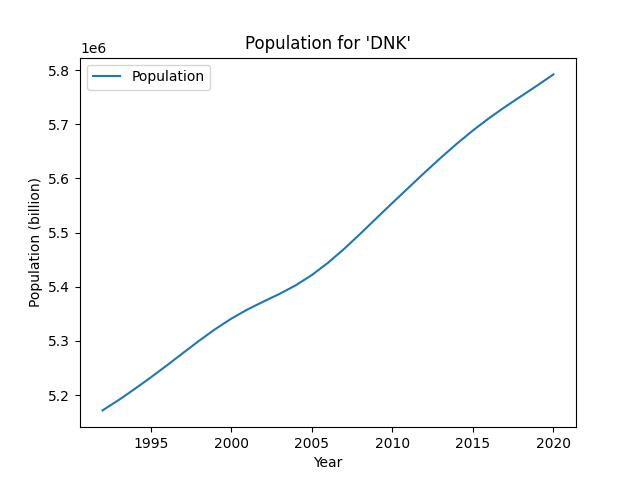 Population for 'DNK'
1e6
Population
5.8
5.7
5.6
5.5
5.4
5.3
5.2
Population (billion)
1995 2000 2005 2010 2015 2020
Year